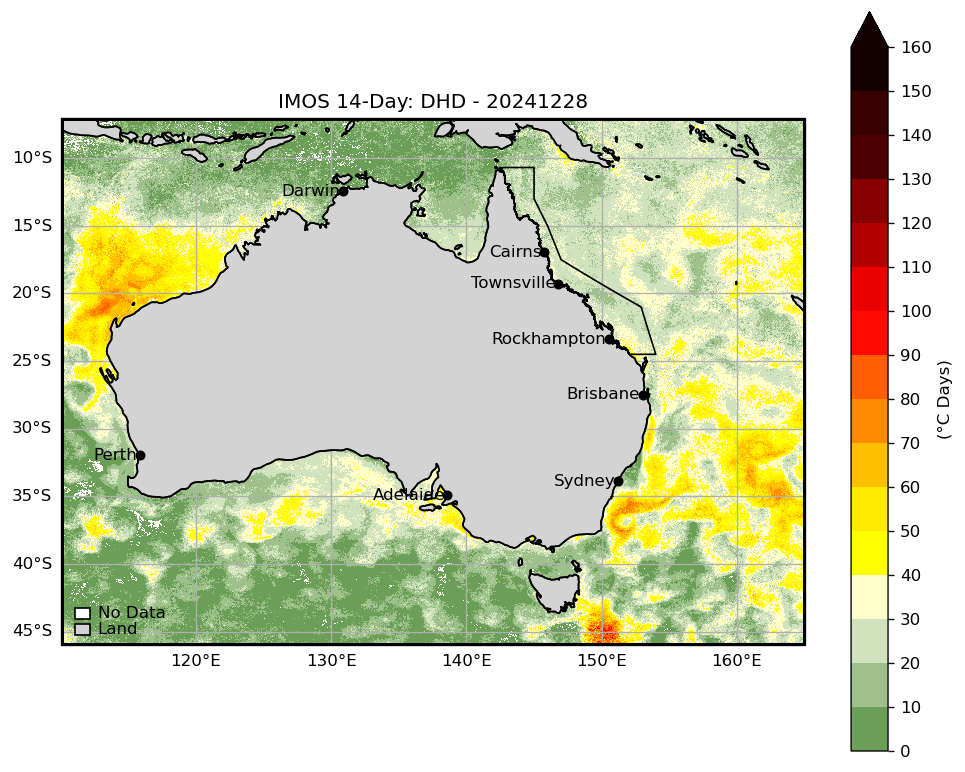 IMOS 14-Day: DHD - 20241228
160
150
140
130
120
110
100
90
80
70
60
50
40
30
20
10
0
(°C Days)
10°S
15°S
20°S
25°S
30°S
35°S
40°S
45°S
Darwin
Cairns
Townsville
Rockhampton
Brisbane
Perth
Sydney
Adelaide
No Data
Land
120°E
130°E
140°E
150°E
160°E